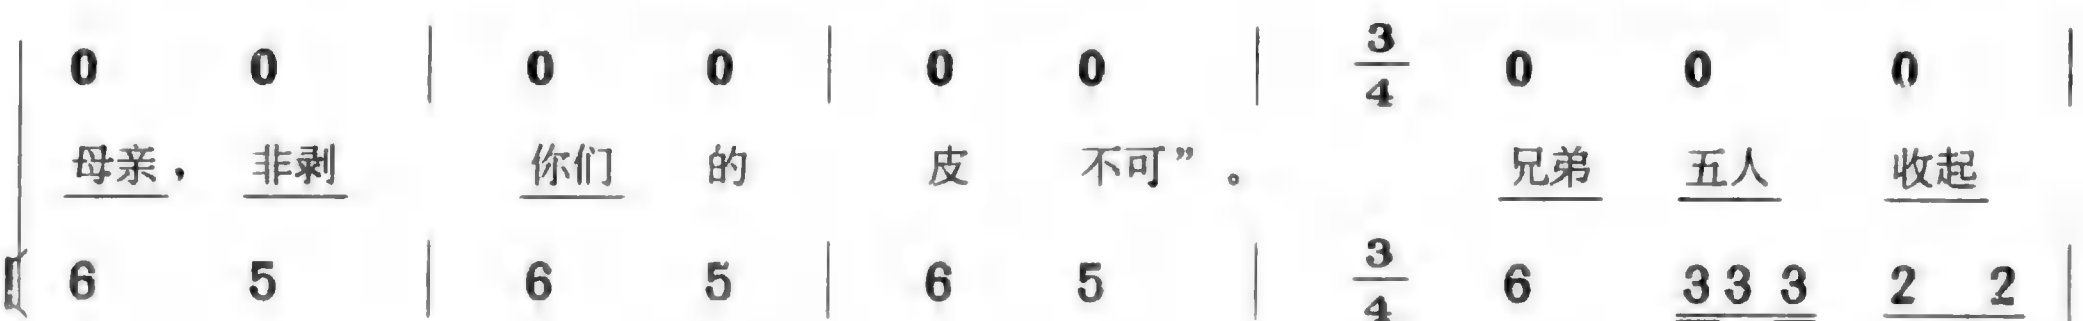 0 0 | 0 0 | 0 0 | 3/4 0 0 0 |
母亲，非剥 你们 的 皮 不可”。 兄弟 五人 收起
6 5 | 6 5 | 6 5 | 3/4 6 3 3 3 2 2 |